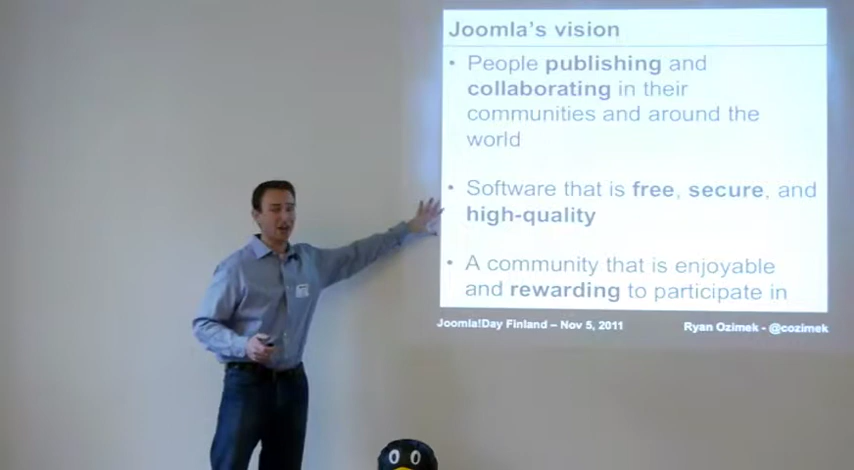 Joomla's vision
• People publishing and
collaborating in their
communities and around the
world
• Software that is free, secure, and
high-quality
• A community that is enjoyable
and rewarding to participate in
Joomla!Day Finland – Nov 5, 2011 Ryan Ozimek - @cozimek